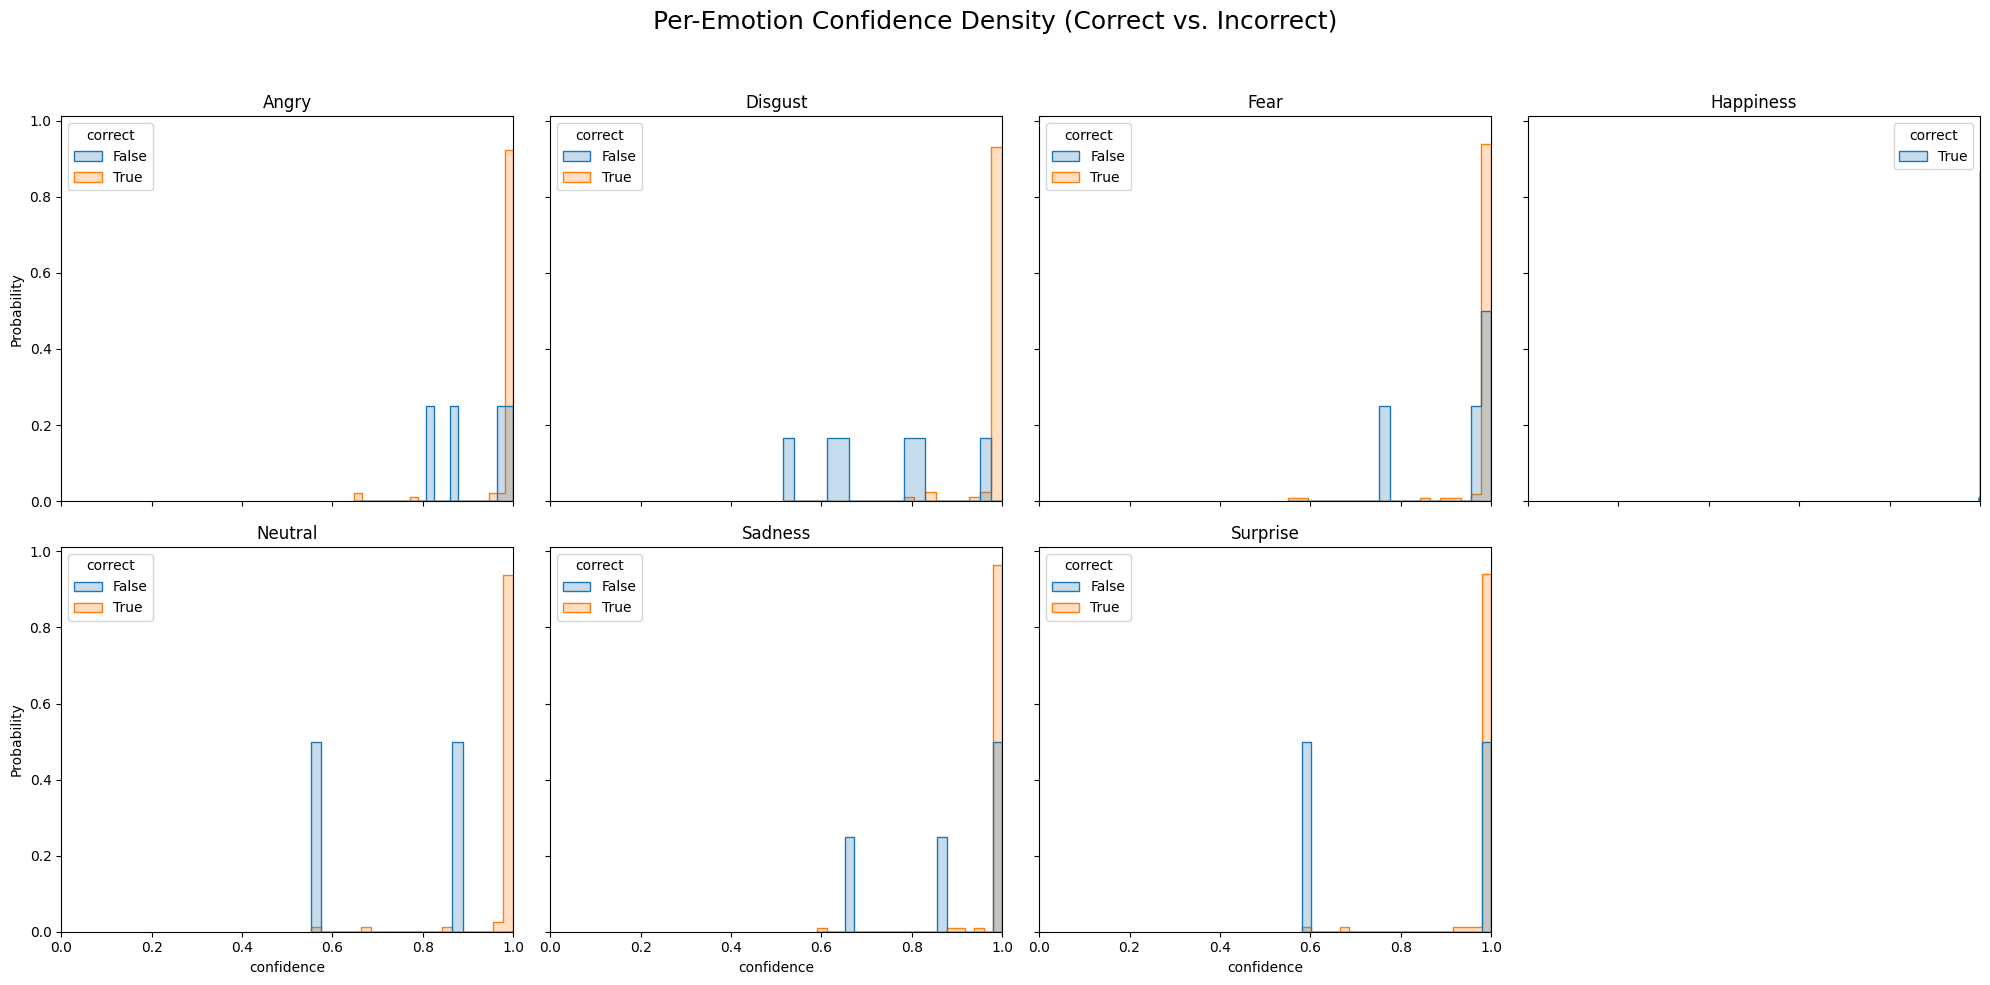 Per-Emotion Confidence Density (Correct vs. Incorrect)
Angry
correct
False
True
1.0
0.8
0.6
0.4
0.2
0.0
Probability
Disgust
correct
False
True
Fear
correct
False
True
Happiness
correct
True
Neutral
correct
False
True
1.0
0.8
0.6
0.4
0.2
0.0
Probability
0.0 0.2 0.4 0.6 0.8 1.0
confidence
Sadness
correct
False
True
0.0 0.2 0.4 0.6 0.8 1.0
confidence
Surprise
correct
False
True
0.0 0.2 0.4 0.6 0.8 1.0
confidence